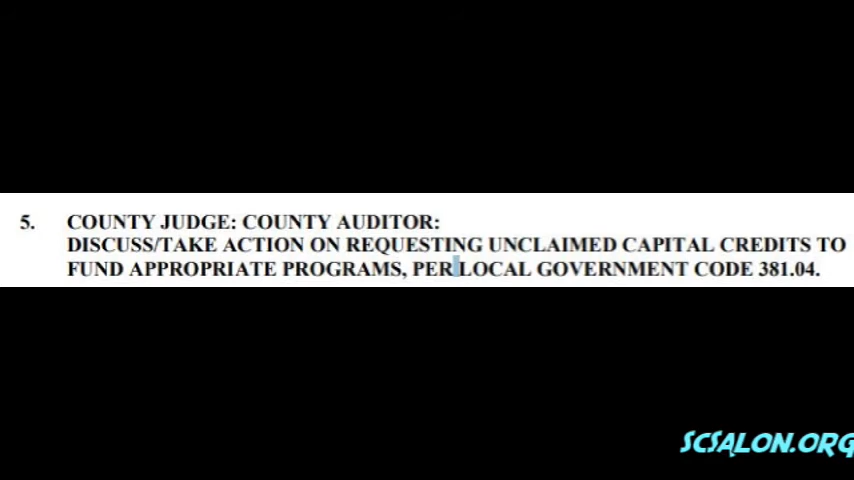 5. COUNTY JUDGE: COUNTY AUDITOR:
DISCUSS/TAKE ACTION ON REQUESTING UNCLAIMED CAPITAL CREDITS TO
FUND APPROPRIATE PROGRAMS, PER LOCAL GOVERNMENT CODE 381.04.
SCSALON.ORG